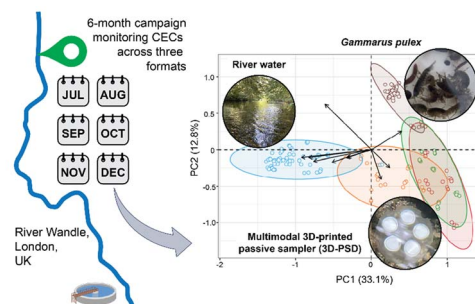 6-month campaign
monitoring CECs
across three
formats
JUL
AUG
SEP
OCT
NOV
DEC
River Wandle,
London,
UK
Gammarus pulex
River water
Multimodal 3D-printed
passive sampler (3D-PSD)
PC2 (12.8%)
1.0
0.5
0
-0.5
-1.0
-2
-1
0
1
PC1 (33.1%)